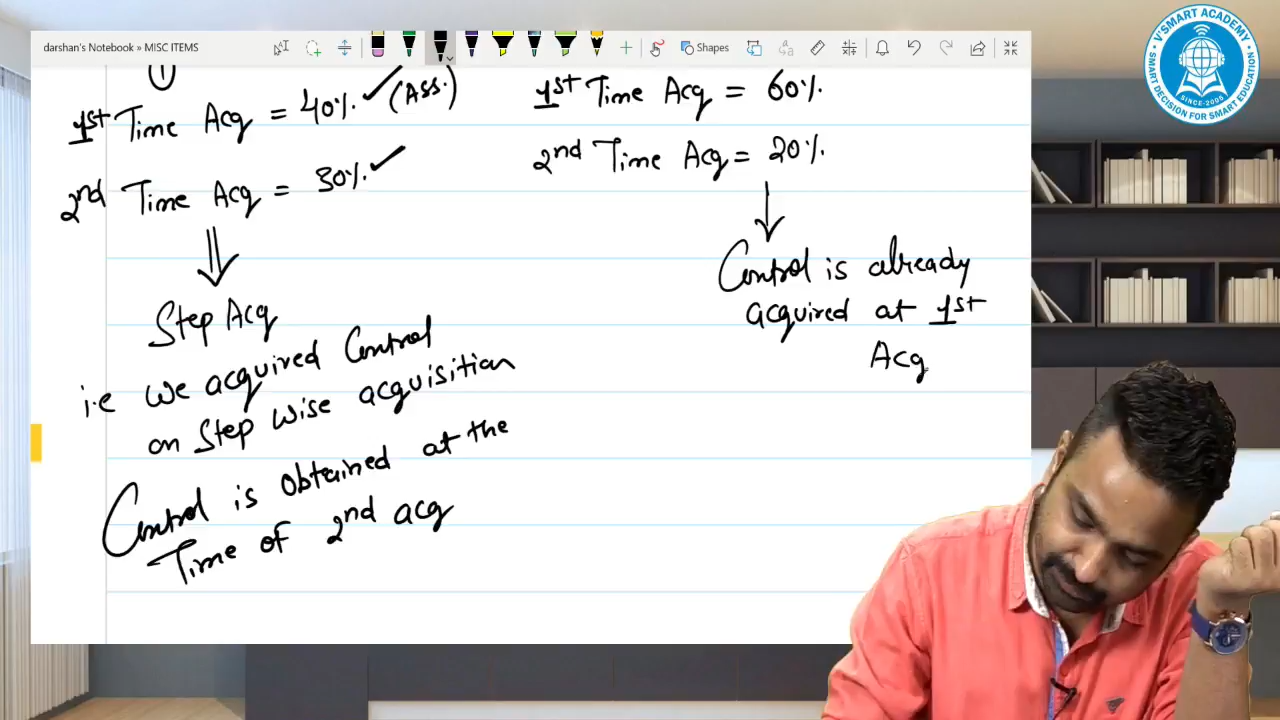 darshan's Notebook » MISC ITEMS
Shapes
V'SMART ACADEMY
SMART DECISION FOR SMART EDUCATION
SINCE-2005
1
1st Time Acq = 40%. (Ass.)
2nd Time Acq = 30%.
Step Acq
i.e we acquired Control
on Step wise acquisition
Control is obtained at the
Time of 2nd acq
1st Time Acq = 60%.
2nd Time Acq = 20%.
Control is already
acquired at 1st
Acq